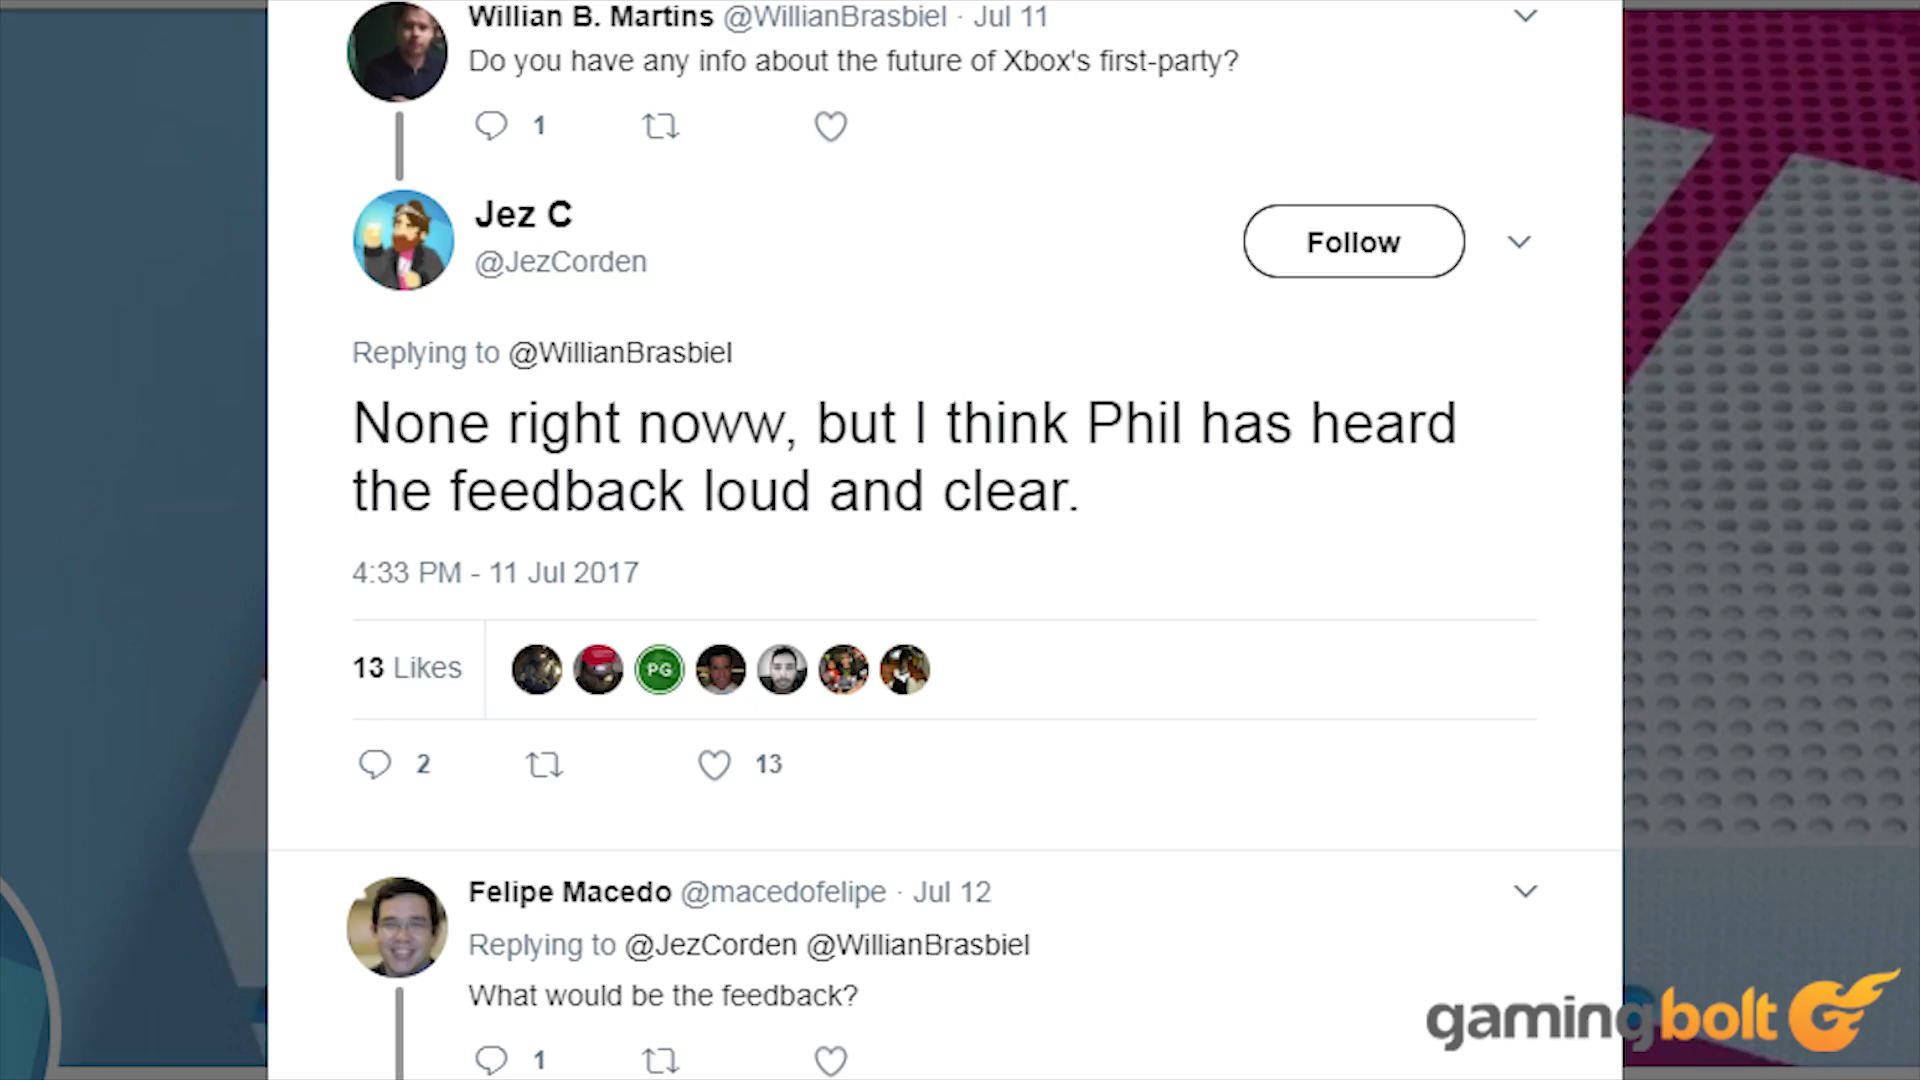 Willian B. Martins @WillianBrasbiel · Jul 11
Do you have any info about the future of Xbox's first-party?
1
Jez C
@JezCorden
Follow
Replying to @WillianBrasbiel
None right noww, but I think Phil has heard
the feedback loud and clear.
4:33 PM - 11 Jul 2017
13 Likes
PG
2
13
Felipe Macedo @macedofelipe · Jul 12
Replying to @JezCorden @WillianBrasbiel
What would be the feedback?
1
gamingbolt